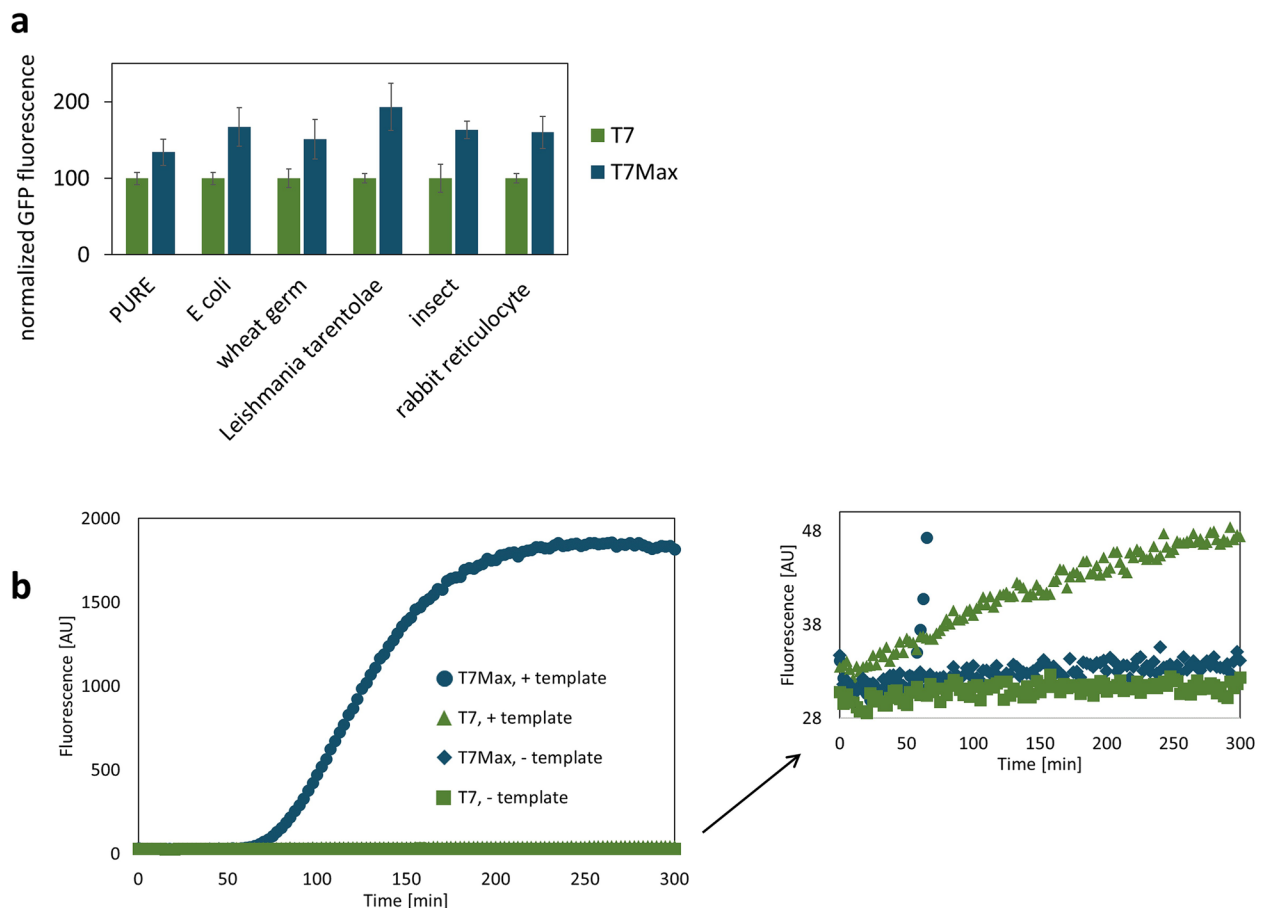 a
normalized GFP fluorescence
200
100
0
PURE
E coli
wheat germ
Leishmania tarentolae
insect
rabbit reticulocyte
T7
T7Max
b
Fluorescence [AU]
2000
1500
1000
500
0
0 50 100 150 200 250 300
Time [min]
T7Max, + template
T7, + template
T7Max, - template
T7, - template
Fluorescence [AU]
48
38
28
0 50 100 150 200 250 300
Time [min]